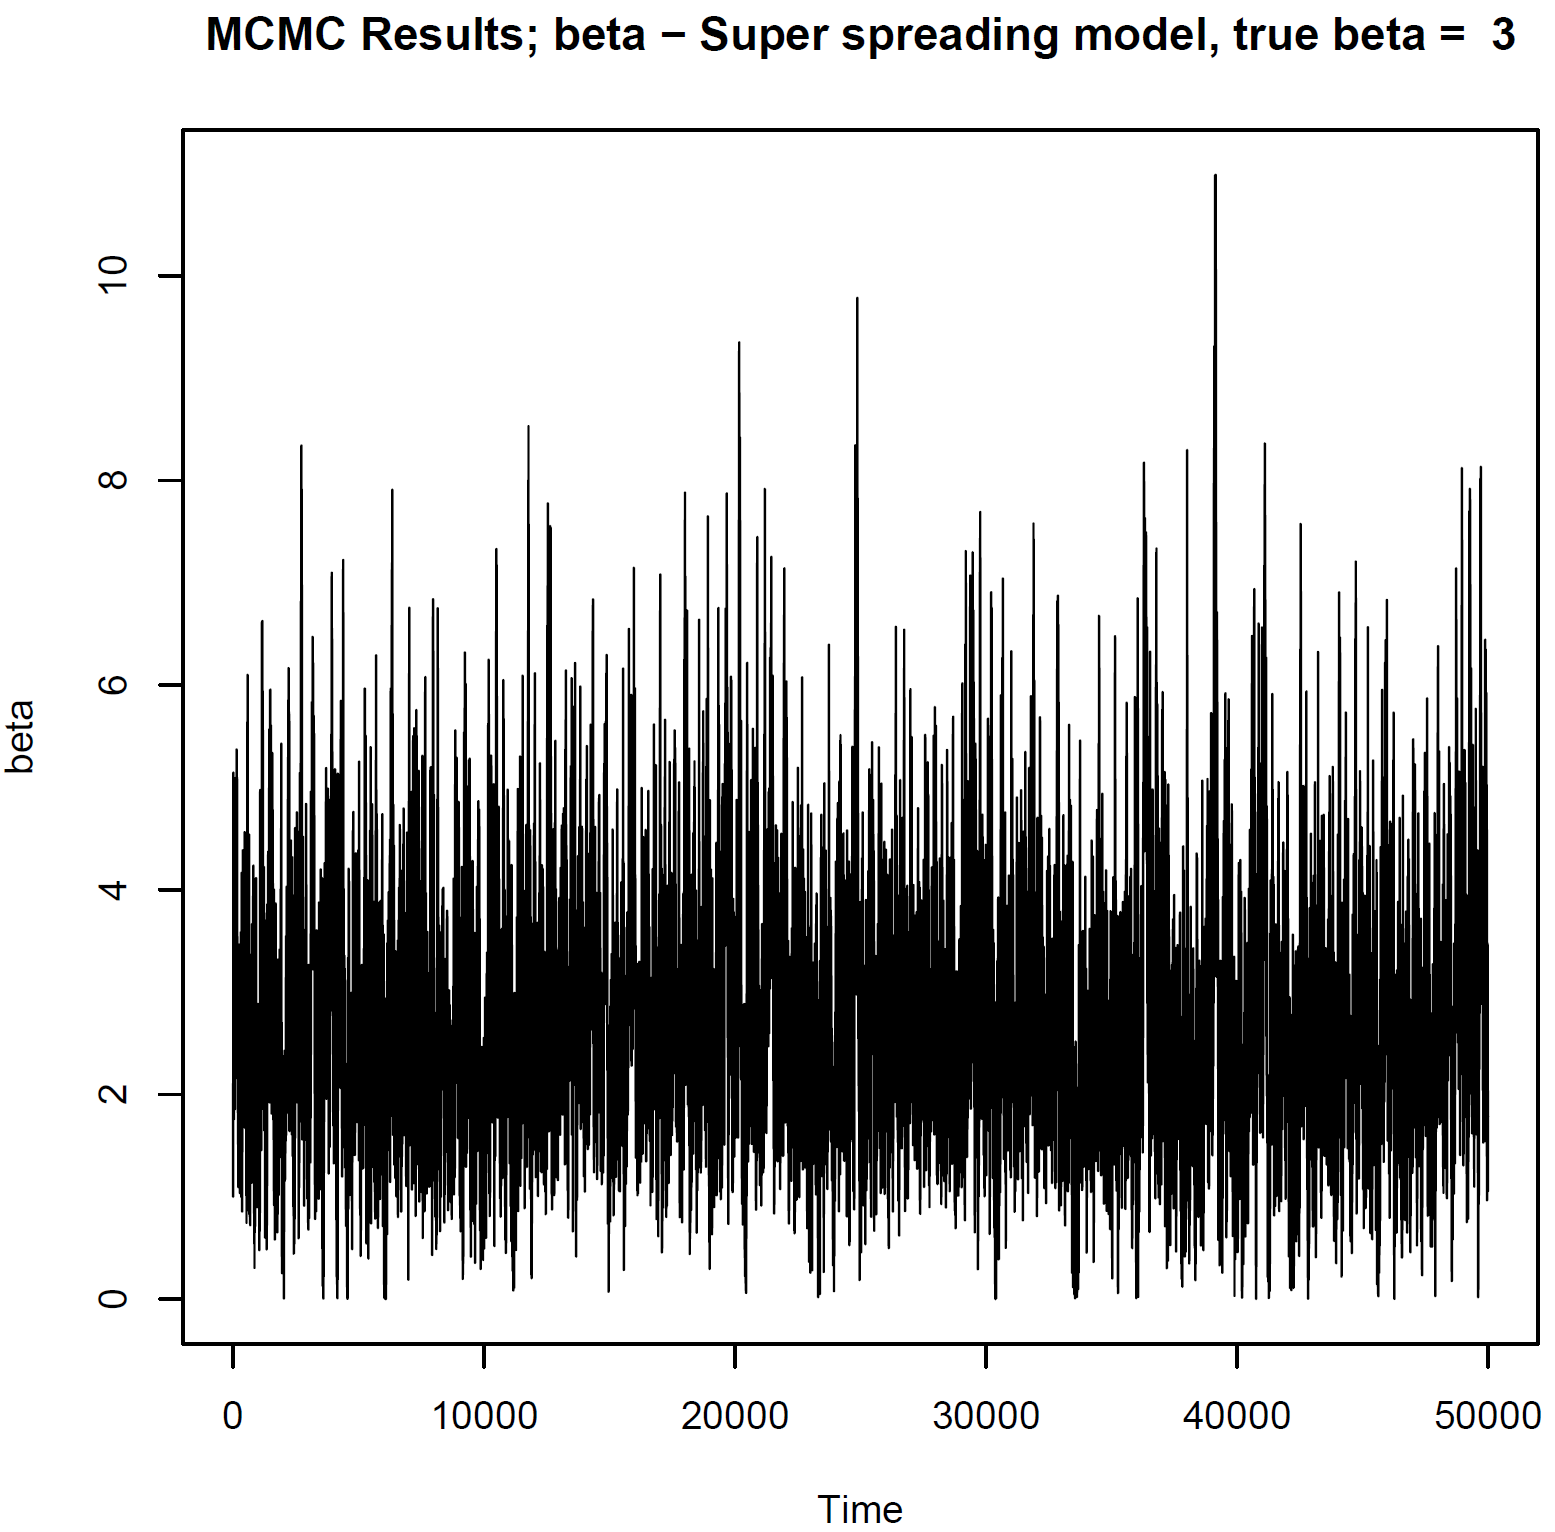 MCMC Results; beta − Super spreading model, true beta = 3
10
8
6
4
2
0
beta
0 10000 20000 30000 40000 50000
Time